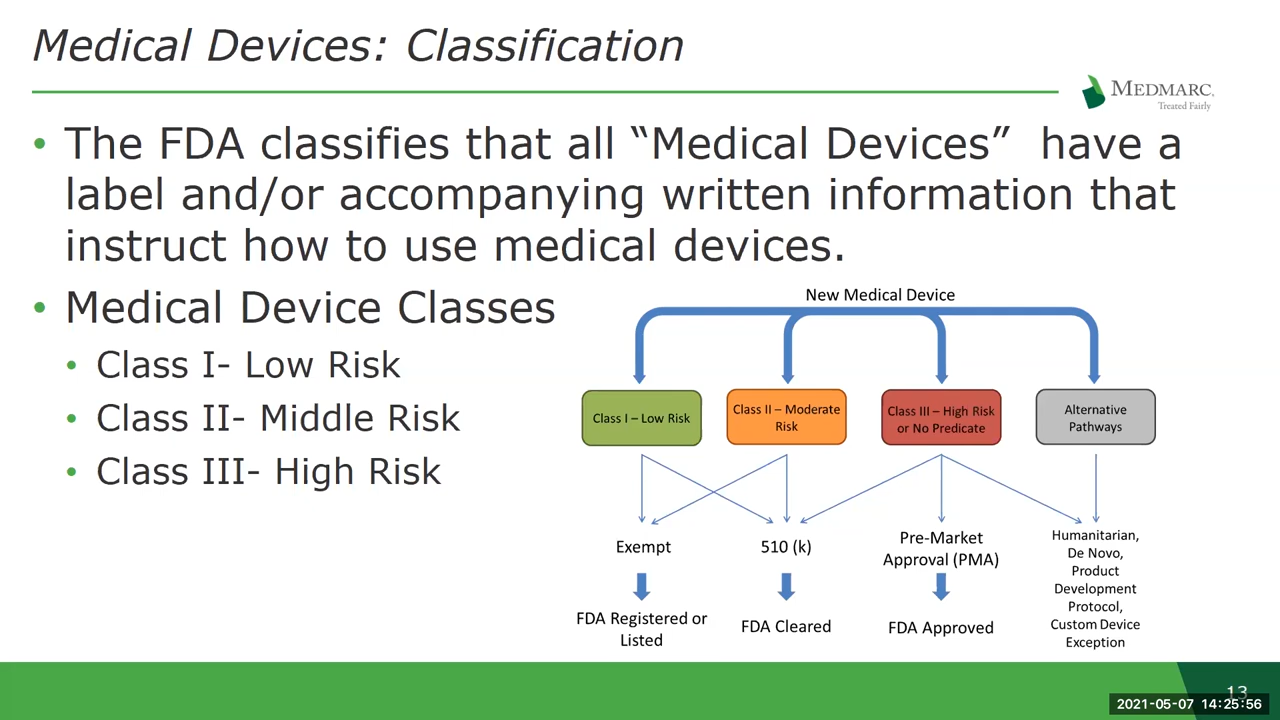 Medical Devices: Classification
MEDMARC.
Treated Fairly
• The FDA classifies that all “Medical Devices” have a
label and/or accompanying written information that
instruct how to use medical devices.
• Medical Device Classes
• Class I- Low Risk
• Class II- Middle Risk
• Class III- High Risk
New Medical Device
Class I – Low Risk
Class II – Moderate
Risk
Class III – High Risk
or No Predicate
Alternative
Pathways
Exempt
510 (k)
Pre-Market
Approval (PMA)
Humanitarian,
De Novo,
Product
Development
Protocol,
Custom Device
Exception
FDA Registered or
Listed
FDA Cleared
FDA Approved
13
2021-05-07 14:25:56